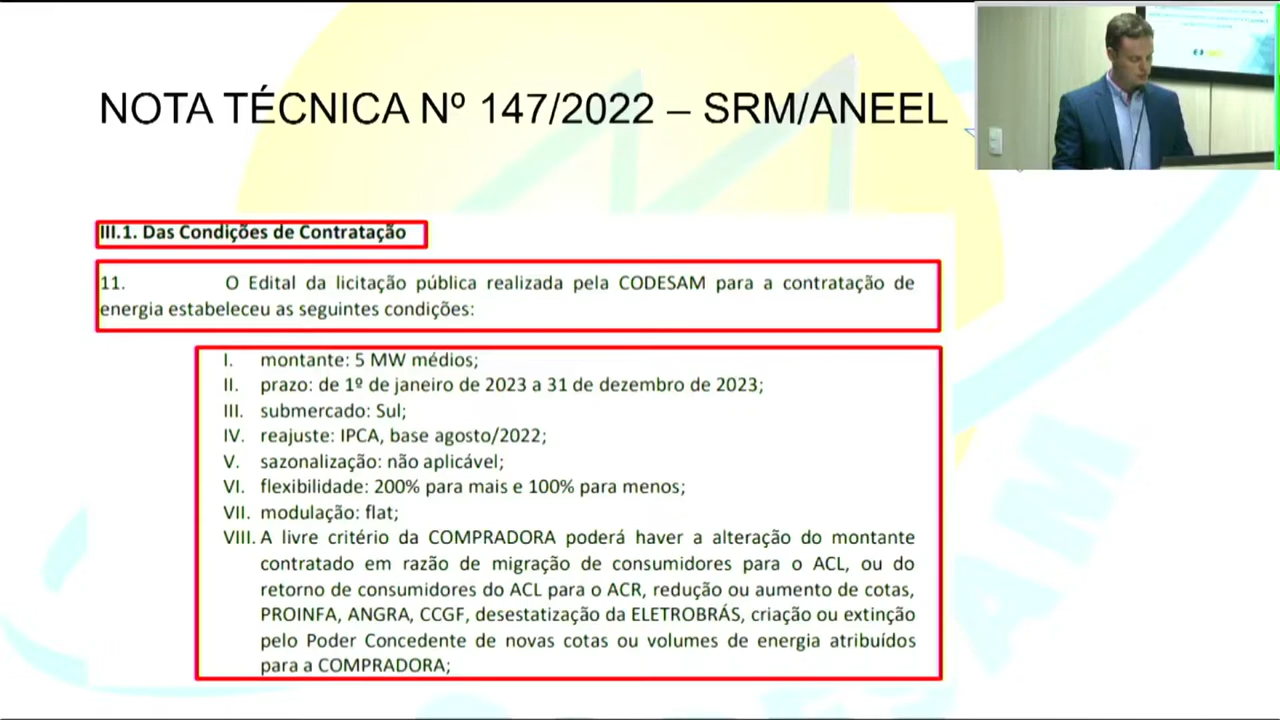 NOTA TÉCNICA Nº 147/2022 – SRM/ANEEL
III.1. Das Condições de Contratação
11. O Edital da licitação pública realizada pela CODESAM para a contratação de
energia estabeleceu as seguintes condições:
I. montante: 5 MW médios;
II. prazo: de 1º de janeiro de 2023 a 31 de dezembro de 2023;
III. submercado: Sul;
IV. reajuste: IPCA, base agosto/2022;
V. sazonalização: não aplicável;
VI. flexibilidade: 200% para mais e 100% para menos;
VII. modulação: flat;
VIII. A livre critério da COMPRADORA poderá haver a alteração do montante
contratado em razão de migração de consumidores para o ACL, ou do
retorno de consumidores do ACL para o ACR, redução ou aumento de cotas,
PROINFA, ANGRA, CCGF, desestatização da ELETROBRÁS, criação ou extinção
pelo Poder Concedente de novas cotas ou volumes de energia atribuídos
para a COMPRADORA;